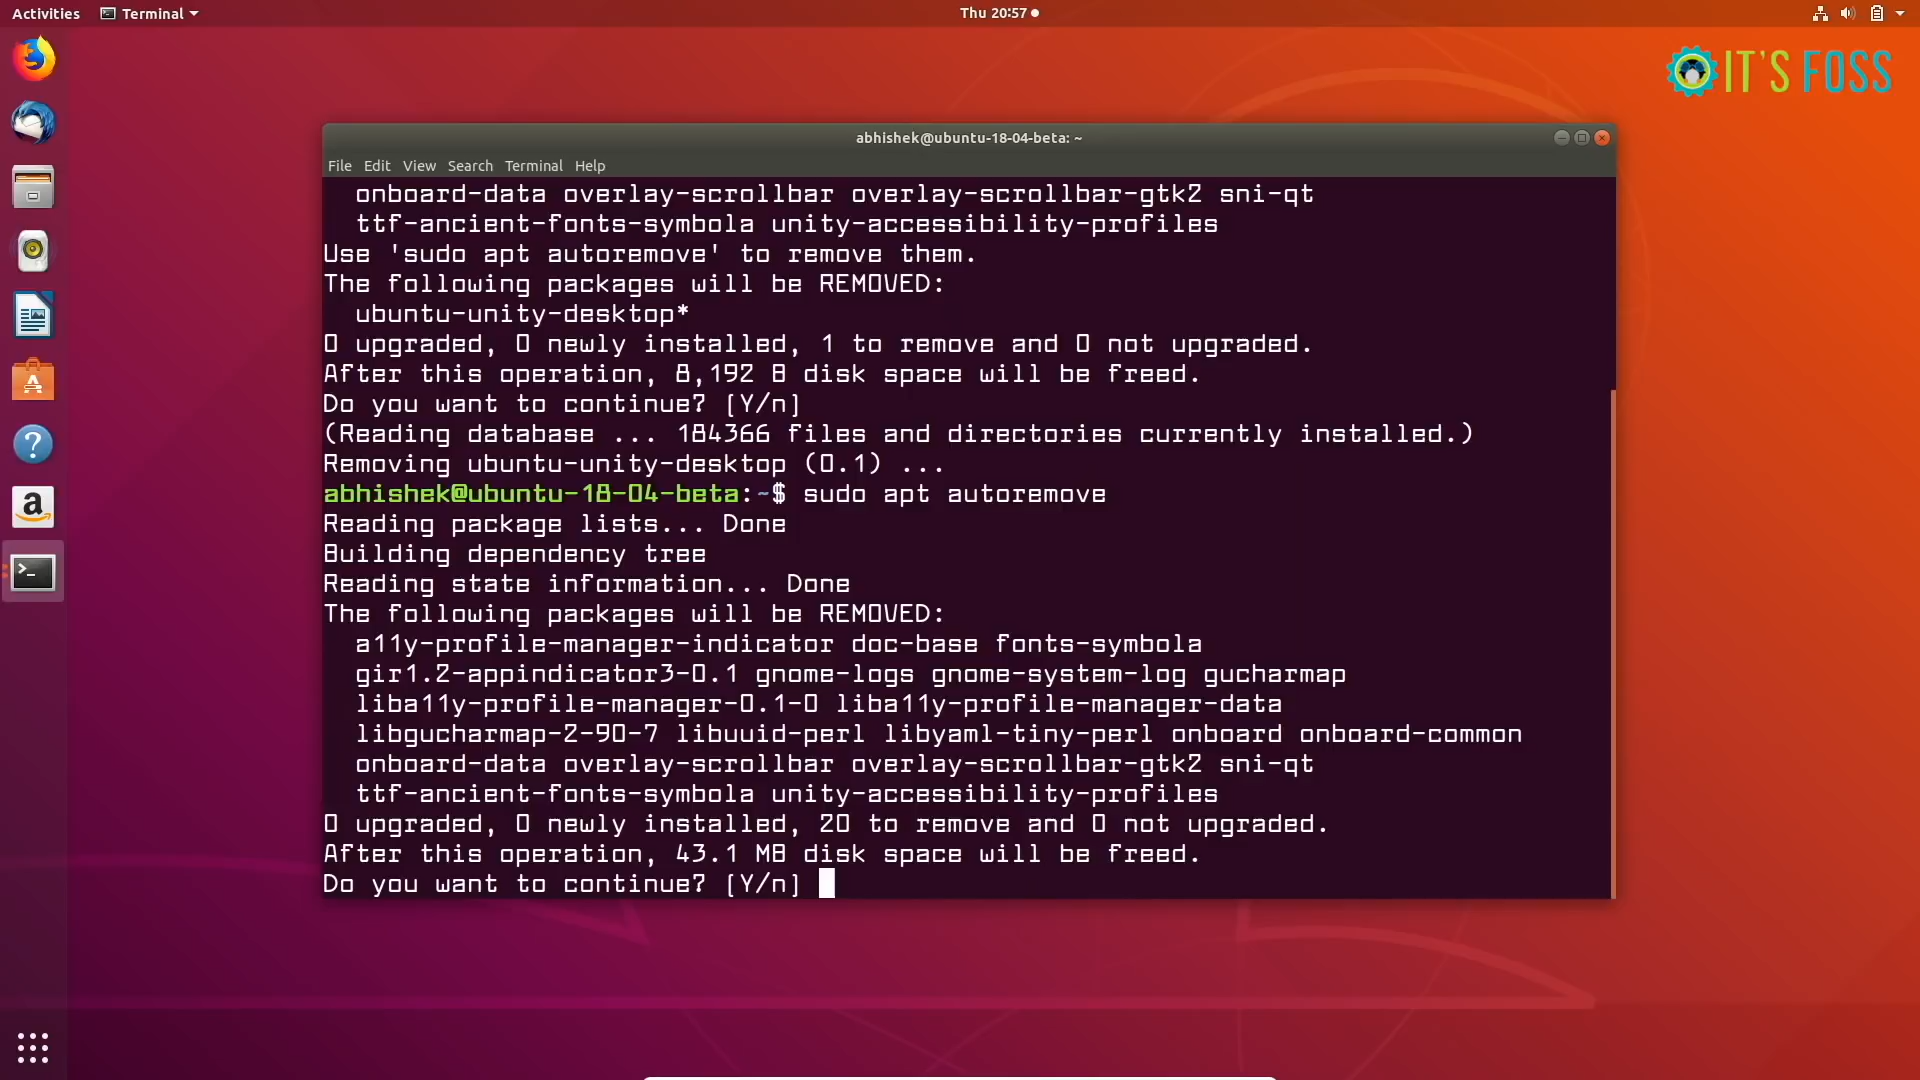 Activities Terminal Thu 20:57
IT'S FOSS
abhishek@ubuntu-18-04-beta: ~
File Edit View Search Terminal Help
onboard-data overlay-scrollbar overlay-scrollbar-gtk2 sni-qt
ttf-ancient-fonts-symbola unity-accessibility-profiles
Use 'sudo apt autoremove' to remove them.
The following packages will be REMOVED:
ubuntu-unity-desktop*
0 upgraded, 0 newly installed, 1 to remove and 0 not upgraded.
After this operation, 8,192 B disk space will be freed.
Do you want to continue? [Y/n]
(Reading database ... 184366 files and directories currently installed.)
Removing ubuntu-unity-desktop (0.1) ...
abhishek@ubuntu-18-04-beta:~$ sudo apt autoremove
Reading package lists... Done
Building dependency tree
Reading state information... Done
The following packages will be REMOVED:
a11y-profile-manager-indicator doc-base fonts-symbola
gir1.2-appindicator3-0.1 gnome-logs gnome-system-log gucharmap
liba11y-profile-manager-0.1-0 liba11y-profile-manager-data
libgucharmap-2-90-7 libuuid-perl libyaml-tiny-perl onboard onboard-common
onboard-data overlay-scrollbar overlay-scrollbar-gtk2 sni-qt
ttf-ancient-fonts-symbola unity-accessibility-profiles
0 upgraded, 0 newly installed, 20 to remove and 0 not upgraded.
After this operation, 43.1 MB disk space will be freed.
Do you want to continue? [Y/n]